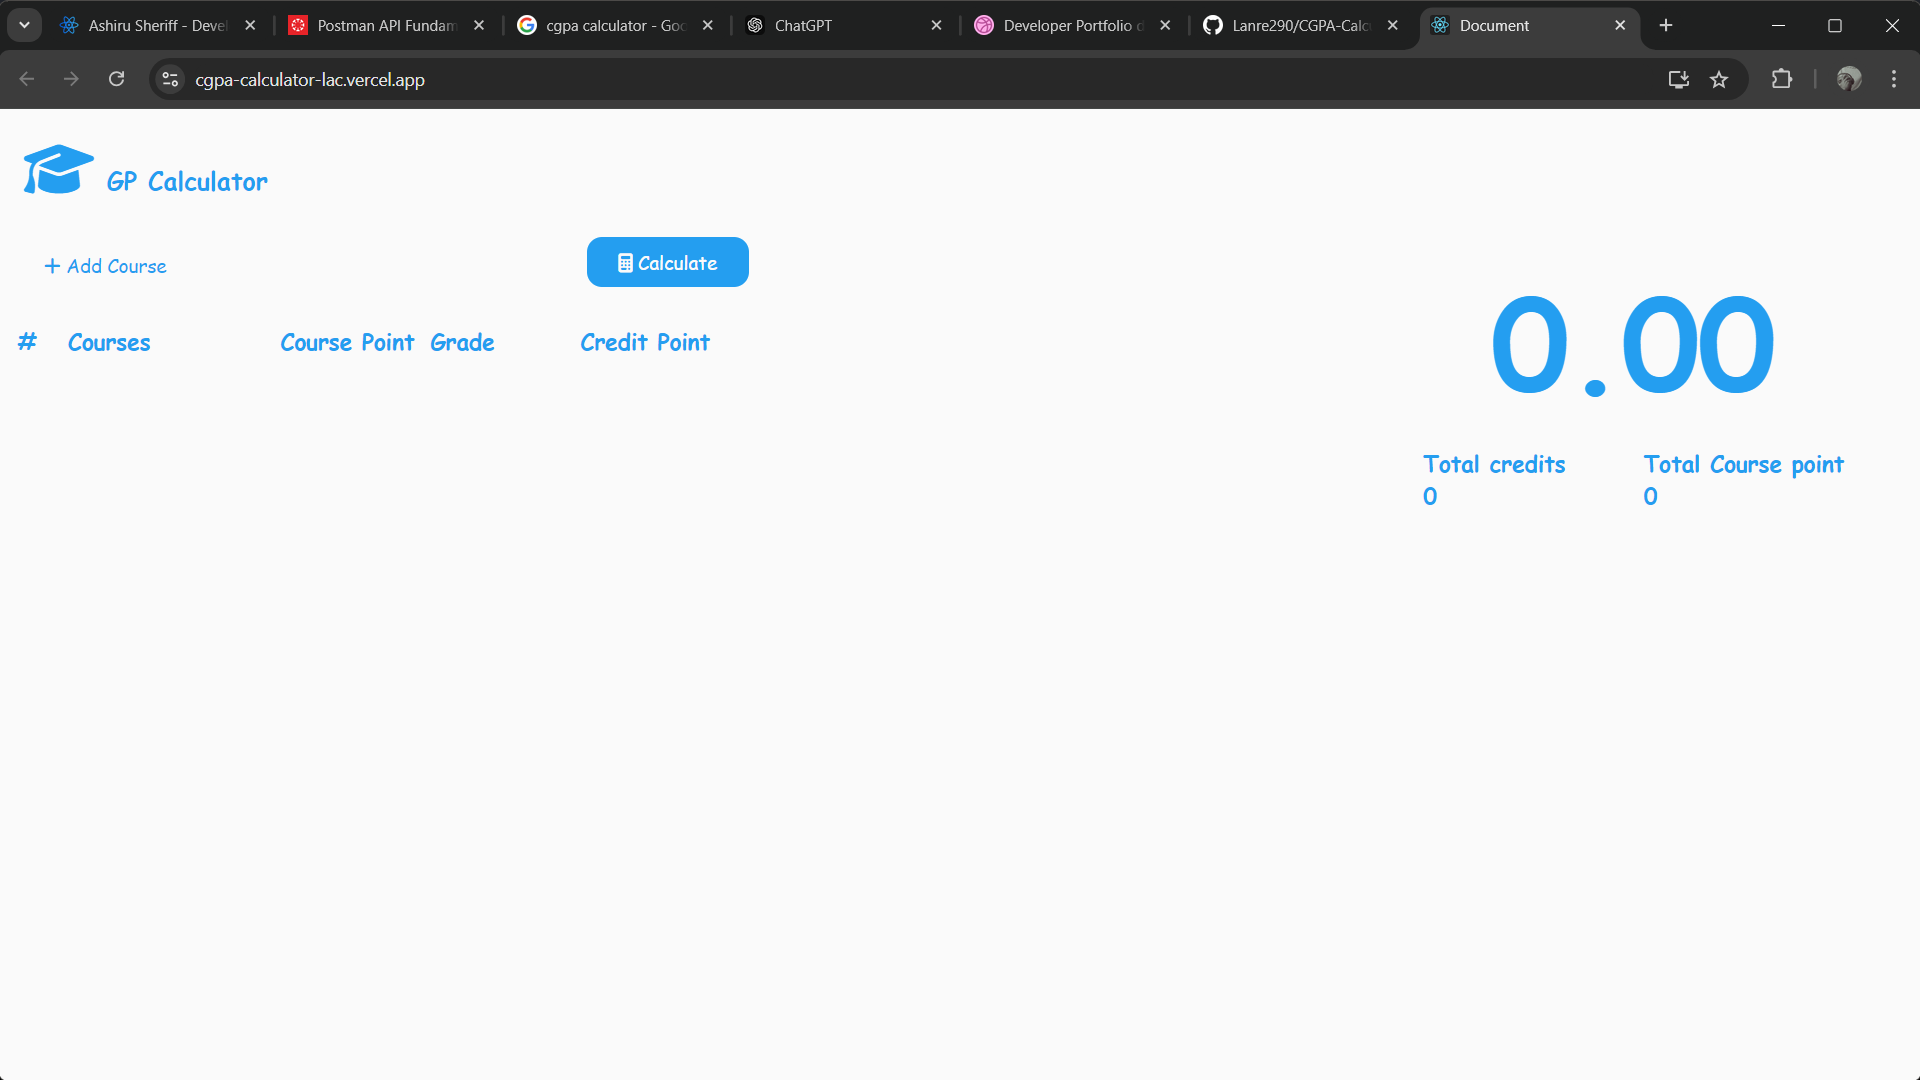 Ashiru Sheriff - Devel
Postman API Fundam
cgpa calculator - Goo
ChatGPT
Developer Portfolio d
Lanre290/CGPA-Calcu
Document
cgpa-calculator-lac.vercel.app
GP Calculator
+ Add Course
Calculate
# Courses Course Point Grade Credit Point
0.00
Total credits Total Course point
0 0